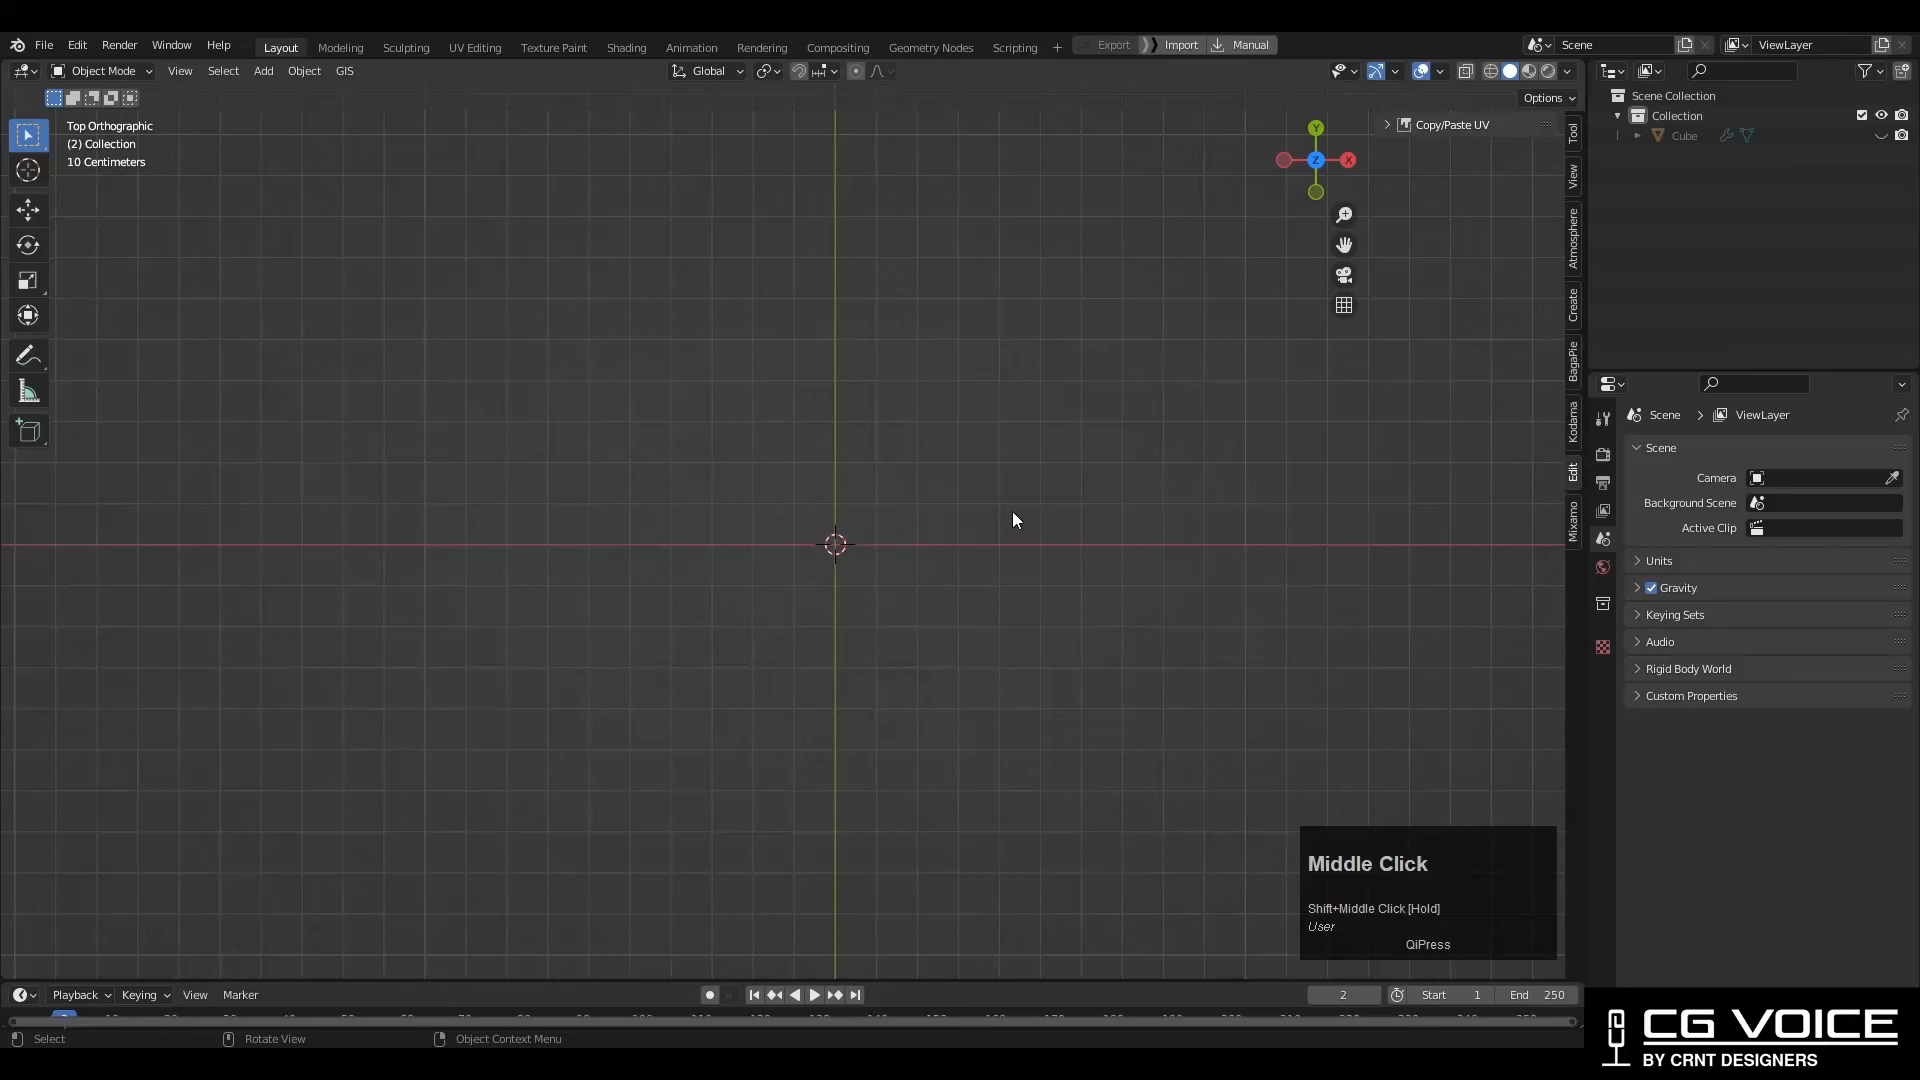 File Edit Render Window Help Layout Modeling Sculpting UV Editing Texture Paint Shading Animation Rendering Compositing Geometry Nodes Scripting + Export Import Manual Scene ViewLayer
Object Mode View Select Add Object GIS Global
Options
Top Orthographic
(2) Collection
10 Centimeters
Y
X
Z
Copy/Paste UV
Tool
View
Atmosphere
Create
BagaPie
Kodama
Edit
Mixamo
Scene Collection
Collection
Cube
Scene > ViewLayer
Scene
Camera
Background Scene
Active Clip
Units
Gravity
Keying Sets
Audio
Rigid Body World
Custom Properties
Middle Click
Shift+Middle Click [Hold]
User
QiPress
Playback Keying View Marker 2 Start 1 End 250
Select Rotate View Object Context Menu
CG VOICE
BY CRNT DESIGNERS